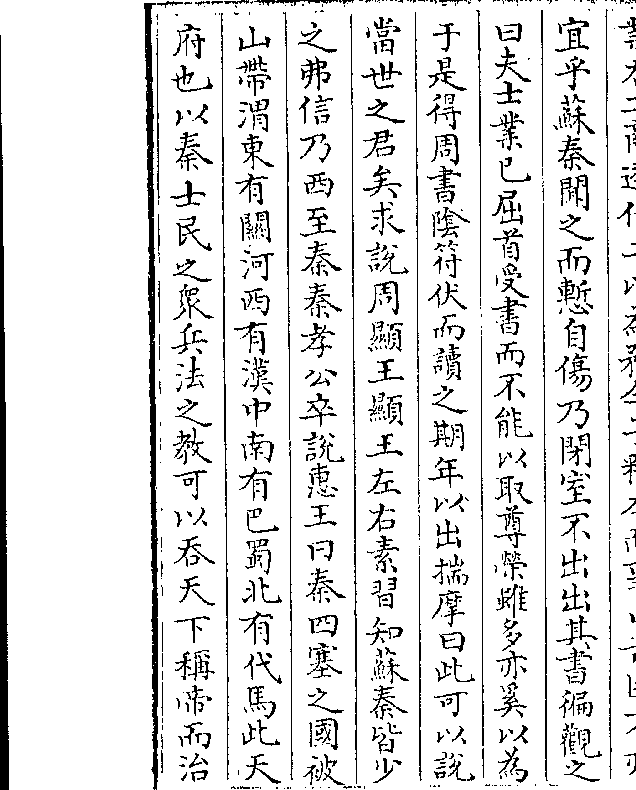 宜乎蘇秦聞之而慙自傷乃閉室不出出其書徧觀之
曰夫士業已屈首受書而不能以取尊榮雖多亦奚以為
于是得周書陰符伏而讀之期年以出揣摩曰此可以說
當世之君矣求說周顯王顯王左右素習知蘇秦皆少
之弗信乃西至秦秦孝公卒說惠王曰秦四塞之國被
山帶渭東有關河西有漢中南有巴蜀北有代馬此天
府也以秦士民之衆兵法之教可以吞天下稱帝而治